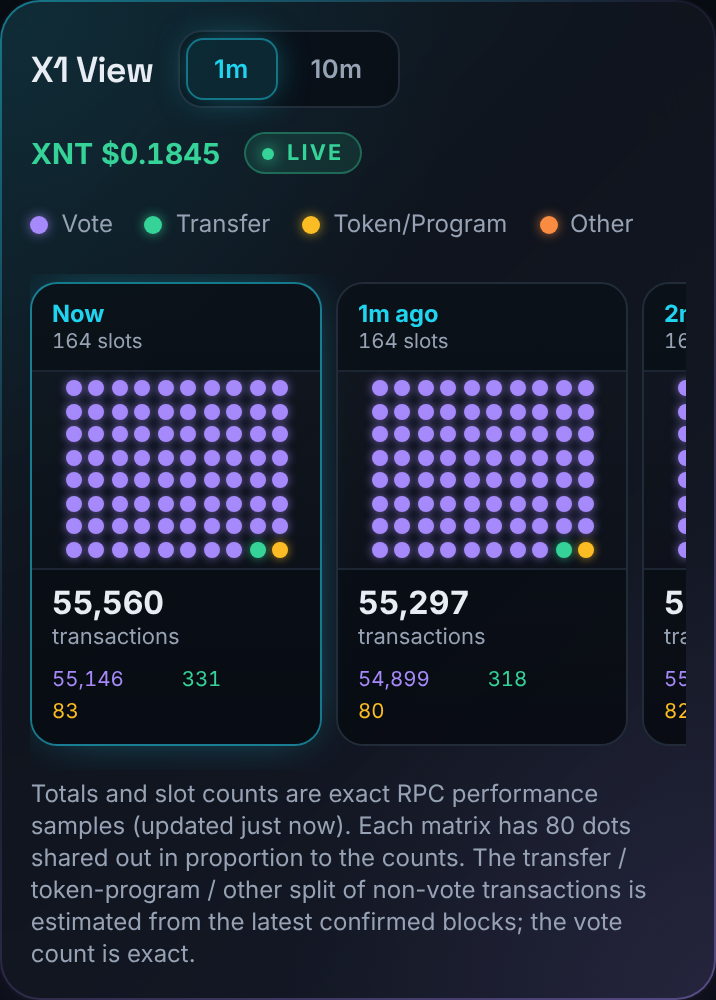 X1 View
1m
10m
XNT $0.1845
LIVE
Vote
Transfer
Token/Program
Other
Now
164 slots
55,560
transactions
55,146
331
83
1m ago
164 slots
55,297
transactions
54,899
318
80
Totals and slot counts are exact RPC performance
samples (updated just now). Each matrix has 80 dots
shared out in proportion to the counts. The transfer /
token-program / other split of non-vote transactions is
estimated from the latest confirmed blocks; the vote
count is exact.